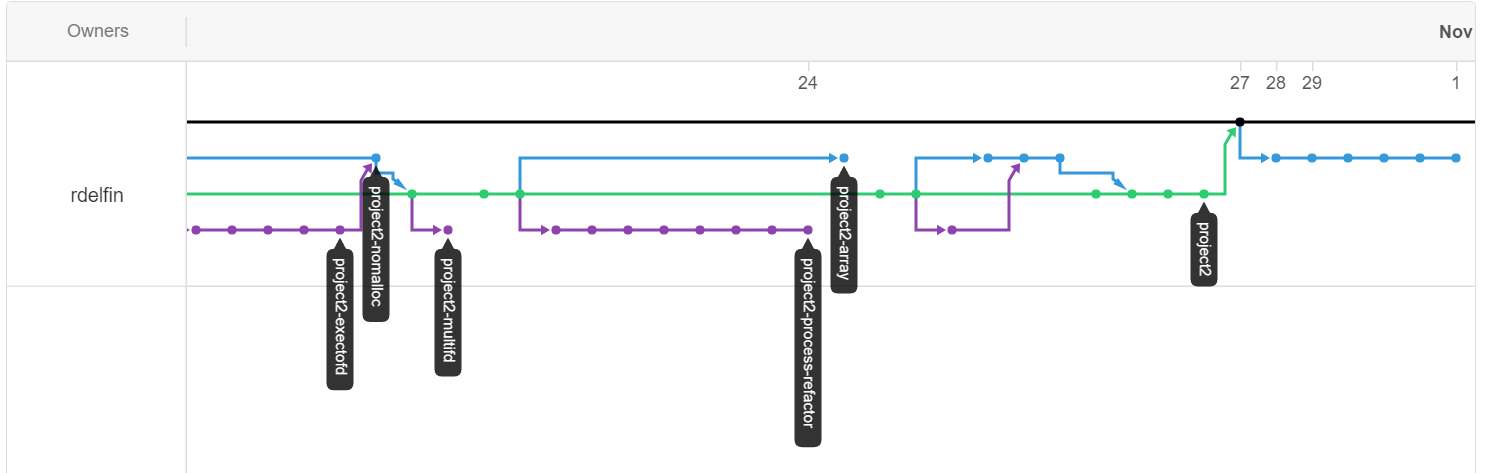 Owners
Nov
24
27
28
29
1
rdelfin
project2-exectofd
project2-nomalloc
project2-multifd
project2-process-refactor
project2-array
project2